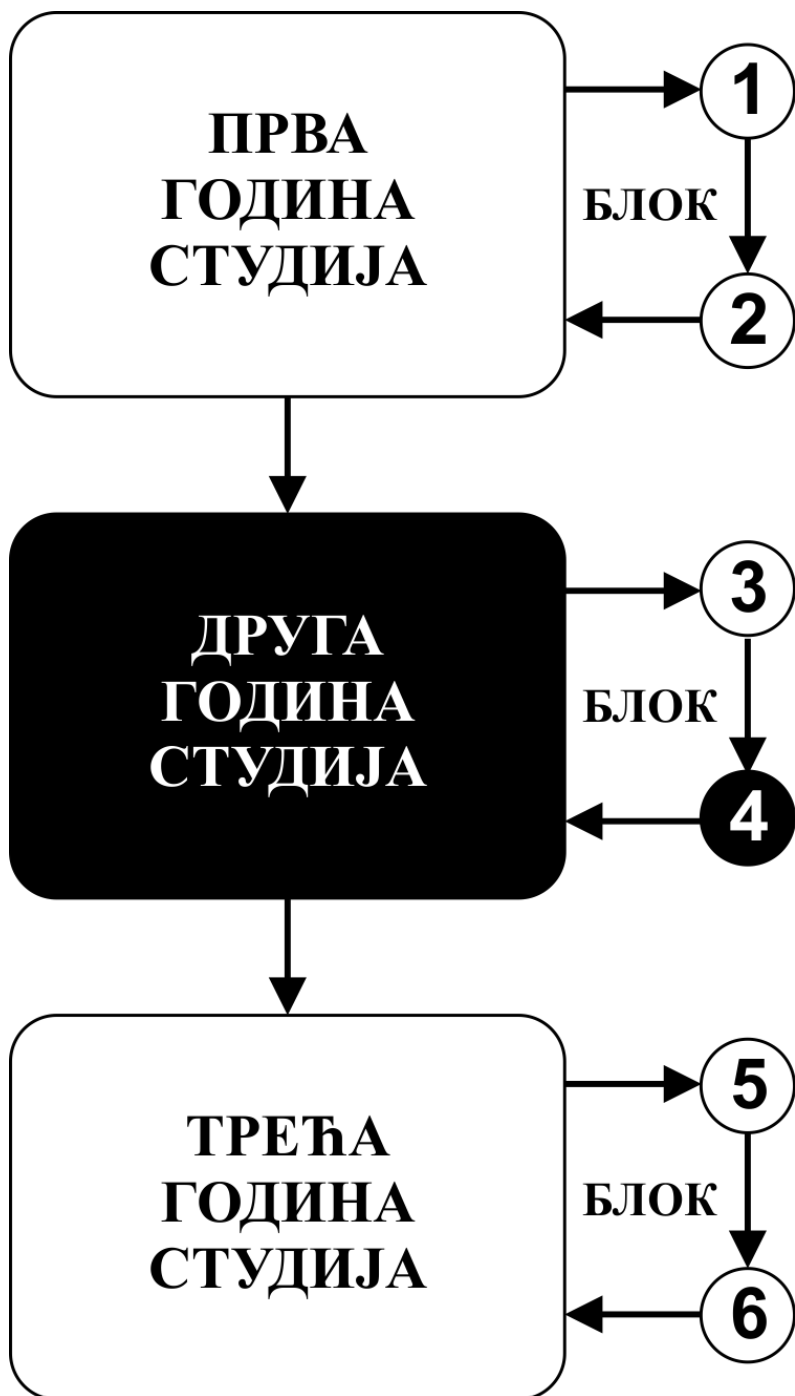 ПРВА
ГОДИНА
СТУДИЈА
1
БЛОК
2
ДРУГА
ГОДИНА
СТУДИЈА
3
БЛОК
4
ТРЕЋА
ГОДИНА
СТУДИЈА
5
БЛОК
6